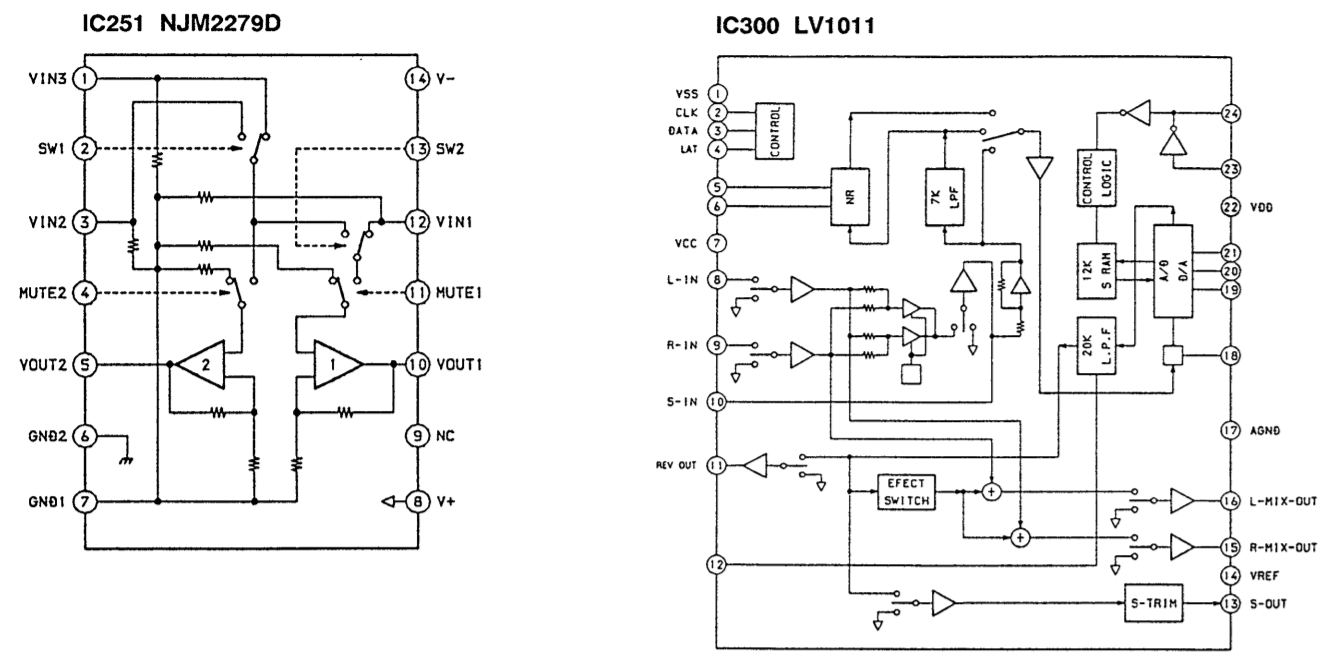 IC251 NJM2279D
VIN3 1
14 V-
SW1 2
13 SW2
VIN2 3
12 VIN1
MUTE2 4
11 MUTE1
VOUT2 5
2
1
10 VOUT1
GND2 6
9 NC
GND1 7
8 V+
IC300 LV1011
VSS 1
CLK 2
DATA 3
LAT 4
CONTROL
5
6
NR
7K
LPF
VCC 7
L-IN 8
R-IN 9
S-IN 10
REV OUT 11
12
EFECT
SWITCH
+
+
CONTROL
LOGIC
12K
S RAM
A/D
D/A
20K
L.P.F
24
23
22 VDD
21
20
19
18
17 AGND
16 L-MIX-OUT
15 R-MIX-OUT
14 VREF
S-TRIM
13 S-OUT